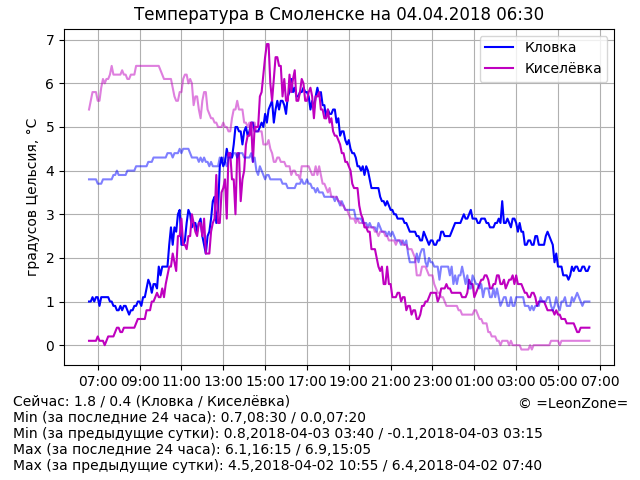 Температура в Смоленске на 04.04.2018 06:30
Кловка
Киселёвка
градусов Цельсия, °C
7
6
5
4
3
2
1
0
07:00 09:00 11:00 13:00 15:00 17:00 19:00 21:00 23:00 01:00 03:00 05:00 07:00
Сейчас: 1.8 / 0.4 (Кловка / Киселёвка)
© =LeonZone=
Min (за последние 24 часа): 0.7,08:30 / 0.0,07:20
Min (за предыдущие сутки): 0.8,2018-04-03 03:40 / -0.1,2018-04-03 03:15
Max (за последние 24 часа): 6.1,16:15 / 6.9,15:05
Max (за предыдущие сутки): 4.5,2018-04-02 10:55 / 6.4,2018-04-02 07:40